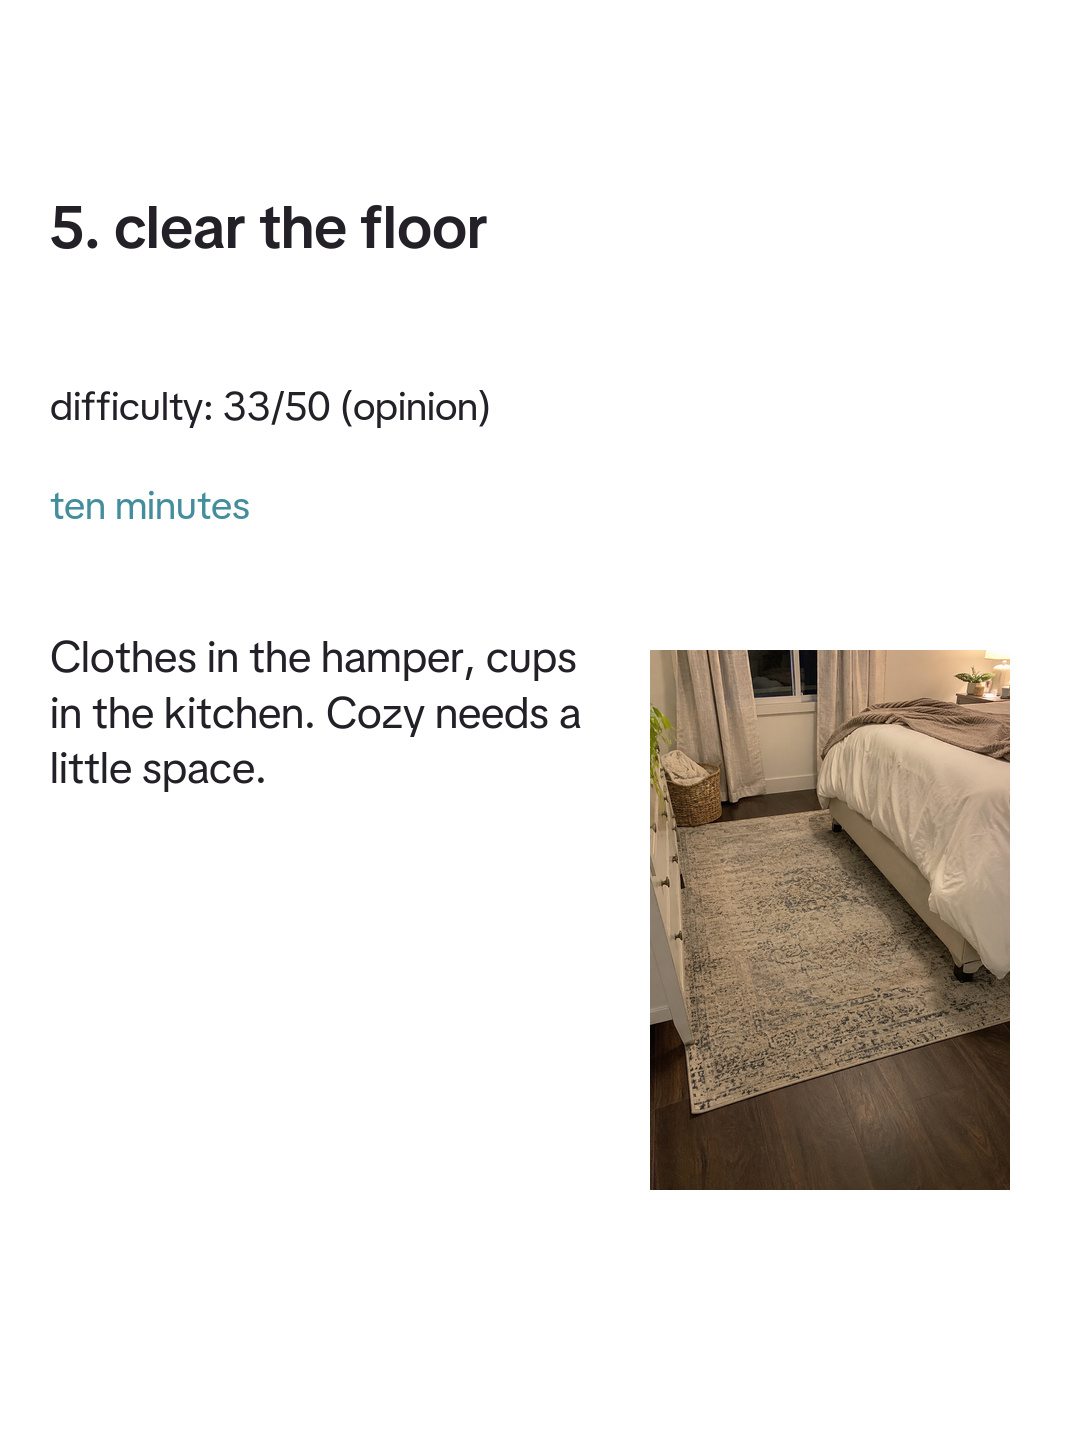 5. clear the floor
difficulty: 33/50 (opinion)
ten minutes
Clothes in the hamper, cups
in the kitchen. Cozy needs a
little space.